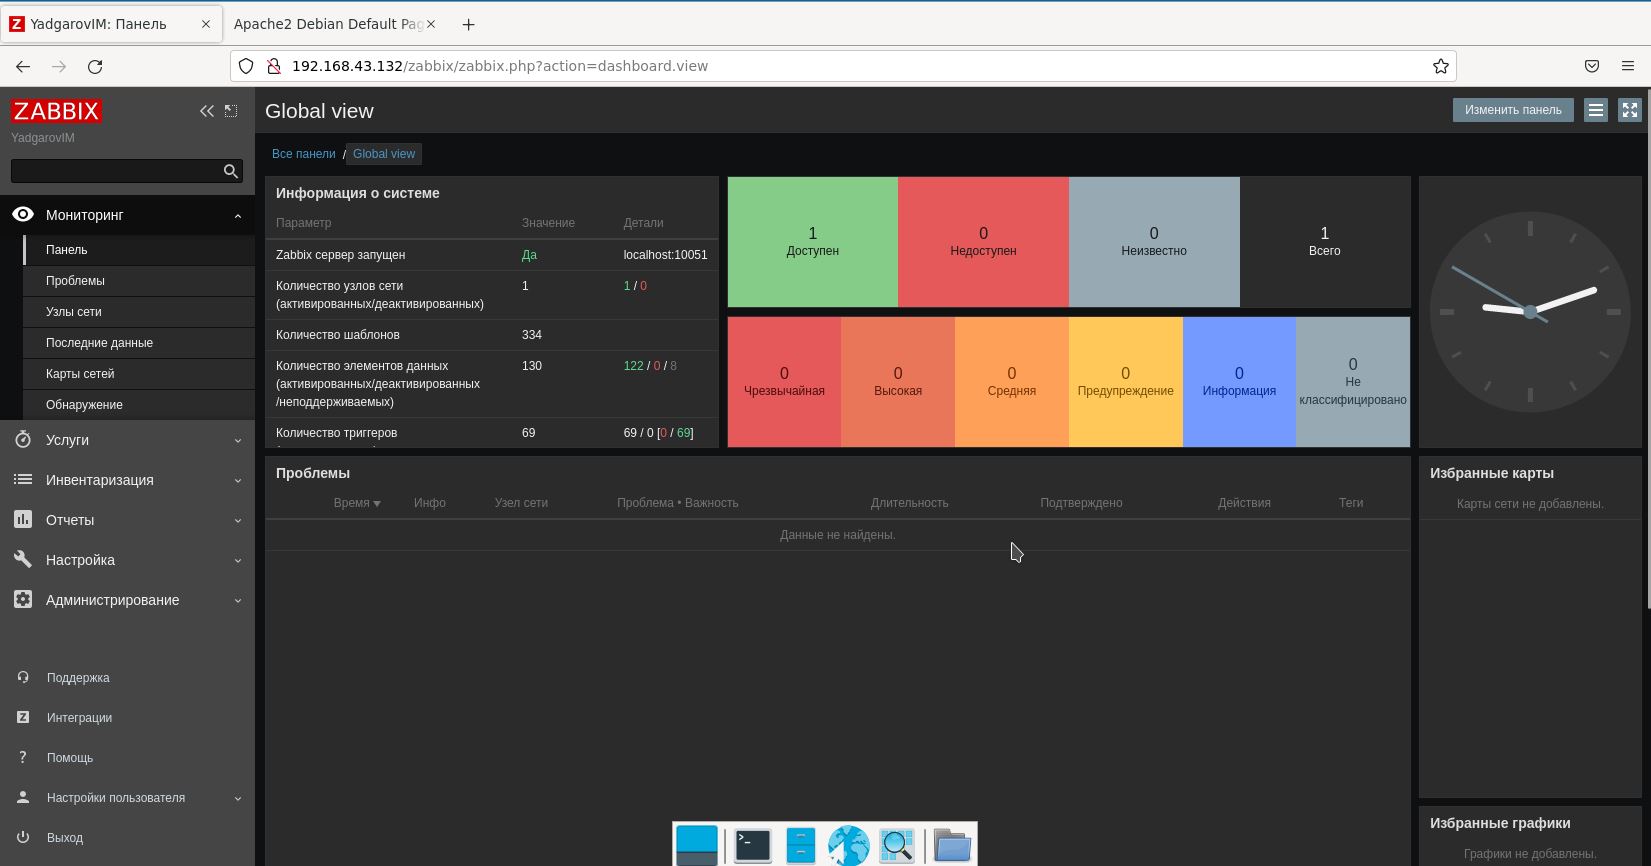 YadgarovIM: Панель
Apache2 Debian Default Pag
192.168.43.132/zabbix/zabbix.php?action=dashboard.view
ZABBIX
YadgarovIM
Мониторинг
Панель
Проблемы
Узлы сети
Последние данные
Карты сетей
Обнаружение
Услуги
Инвентаризация
Отчеты
Настройка
Администрирование
Поддержка
Интеграции
Помощь
Настройки пользователя
Выход
Global view
Изменить панель
Все панели / Global view
Информация о системе
Параметр Значение Детали
Zabbix сервер запущен Да localhost:10051
Количество узлов сети 1 1 / 0
(активированных/деактивированных)
Количество шаблонов 334
Количество элементов данных 130 122 / 0 / 8
(активированных/деактивированных
/неподдерживаемых)
Количество триггеров 69 69 / 0 [0 / 69]
1 0 0 1
Доступен Недоступен Неизвестно Всего
0 0 0 0 0 0
Чрезвычайная Высокая Средняя Предупреждение Информация Не
классифицировано
Проблемы
Время Инфо Узел сети Проблема • Важность Длительность Подтверждено Действия Теги
Данные не найдены.
Избранные карты
Карты сети не добавлены.
Избранные графики
Графики не добавлены.